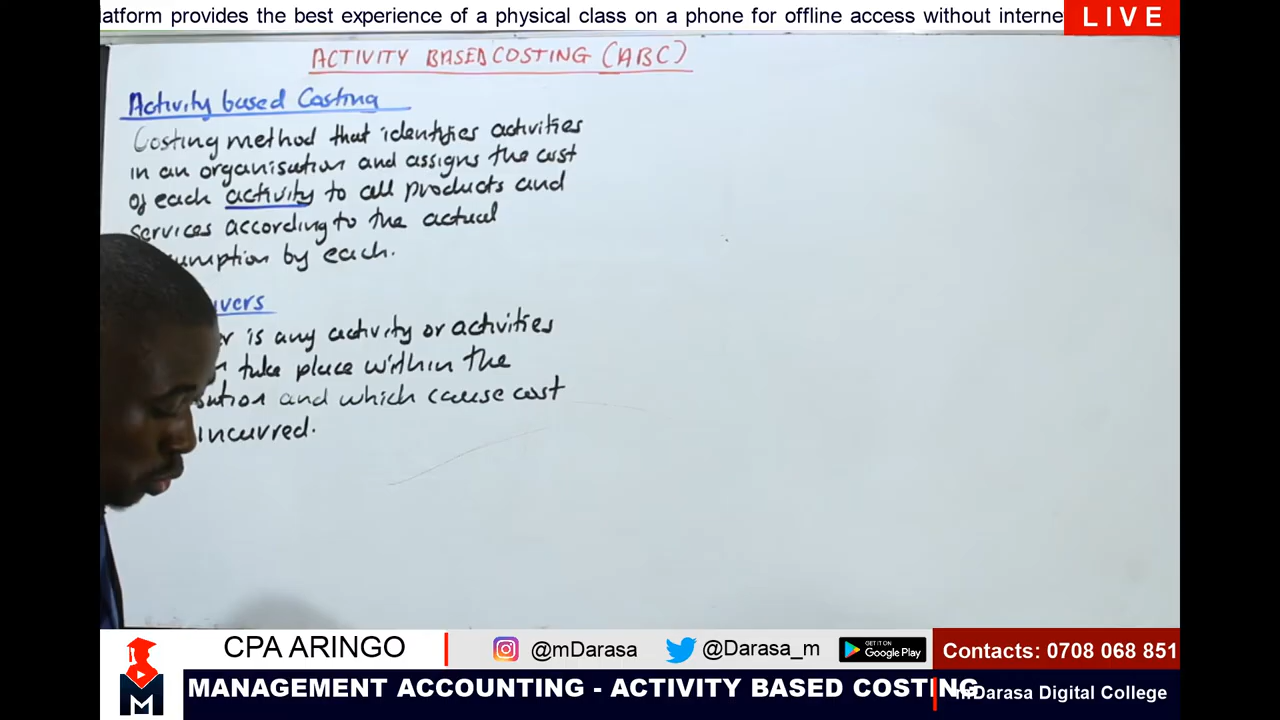 latform provides the best experience of a physical class on a phone for offline access without interne
LIVE
ACTIVITY BASED COSTING (ABC)
Activity based Costing
Costing method that identifies activities
in an organisation and assigns the cost
of each activity to all products and
services according to the actual
umption by each.
ivers
r is any activity or activities
take place within the
sation and which cause cost
incurred.
CPA ARINGO
@mDarasa
@Darasa_m
GET IT ON
Google Play
Contacts: 0708 068 851
M
MANAGEMENT ACCOUNTING - ACTIVITY BASED COSTING
mDarasa Digital College